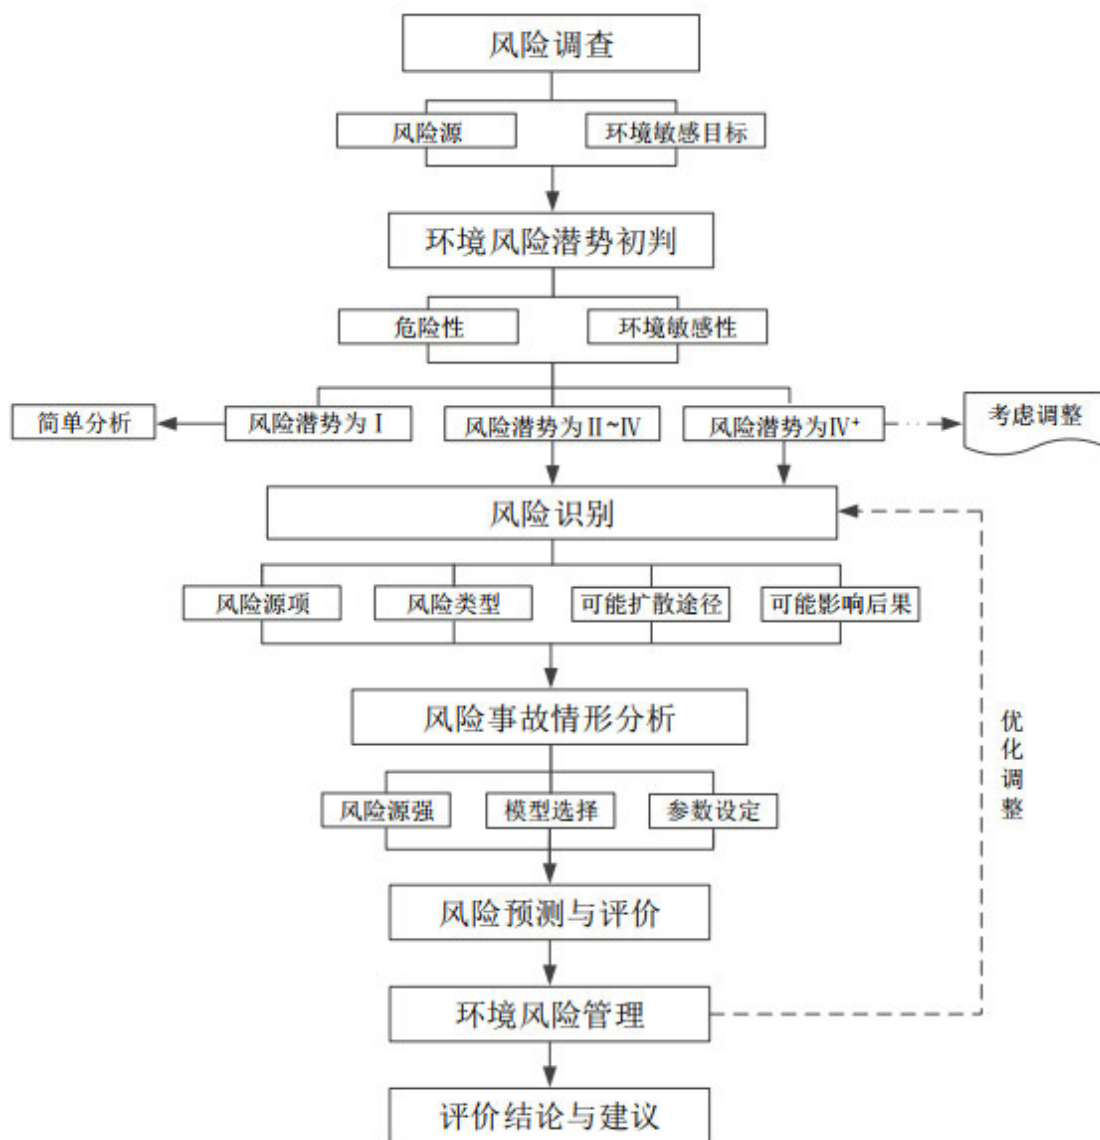 风险调查
风险源
环境敏感目标
环境风险潜势初判
危险性
环境敏感性
简单分析
风险潜势为Ⅰ
风险潜势为Ⅱ~Ⅳ
风险潜势为Ⅳ⁺
考虑调整
风险识别
风险源项
风险类型
可能扩散途径
可能影响后果
风险事故情形分析
优化调整
风险源强
模型选择
参数设定
风险预测与评价
环境风险管理
评价结论与建议